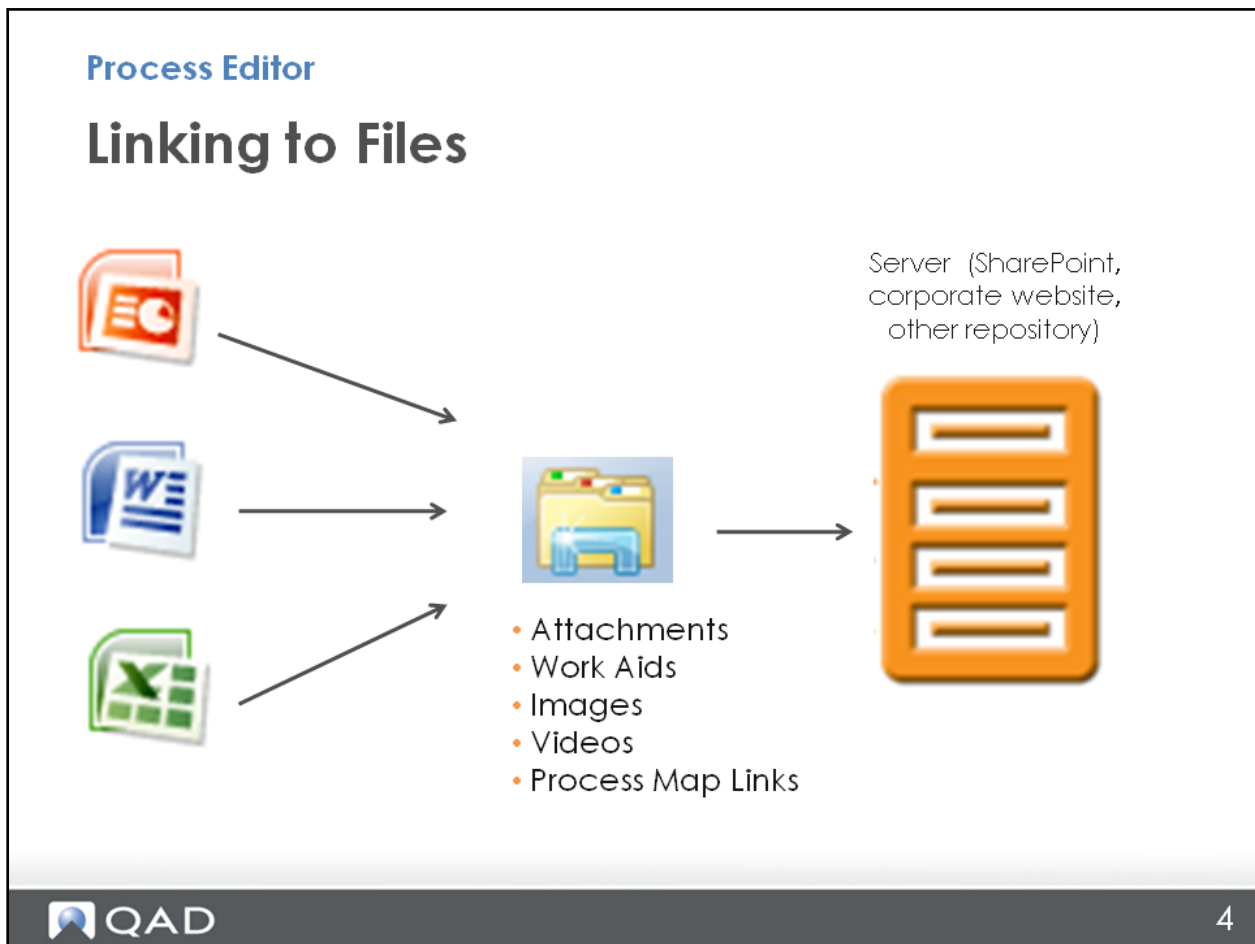 Process Editor
Linking to Files
Server (SharePoint,
corporate website,
other repository)
W
X
• Attachments
• Work Aids
• Images
• Videos
• Process Map Links
QAD
4